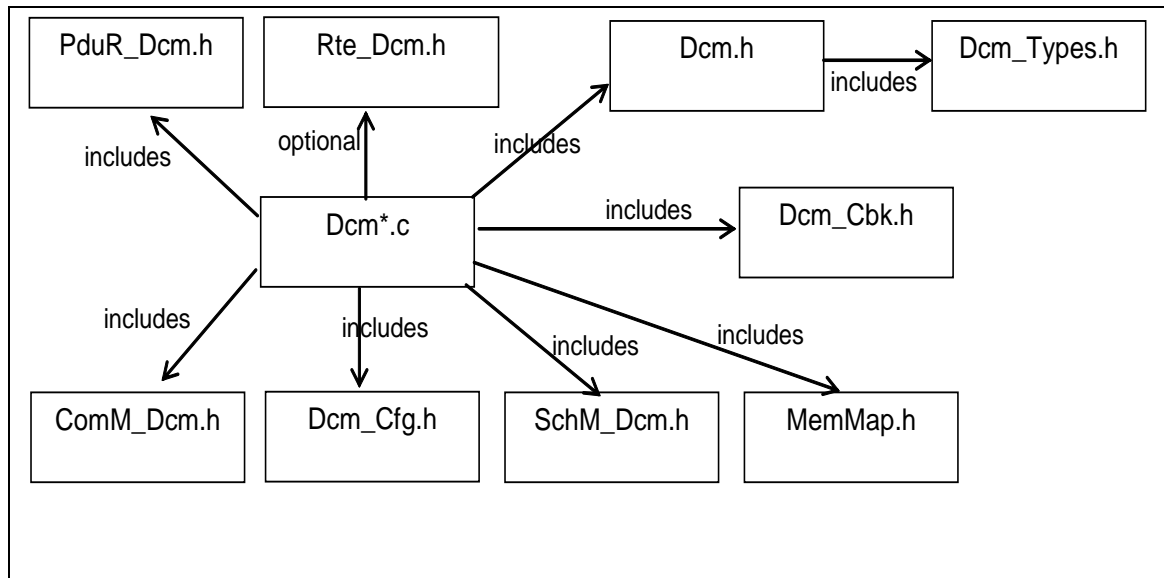 PduR_Dcm.h
Rte_Dcm.h
Dcm.h
Dcm_Types.h
includes
includes
optional
includes
Dcm*.c
includes
Dcm_Cbk.h
includes
includes
includes
includes
ComM_Dcm.h
Dcm_Cfg.h
SchM_Dcm.h
MemMap.h